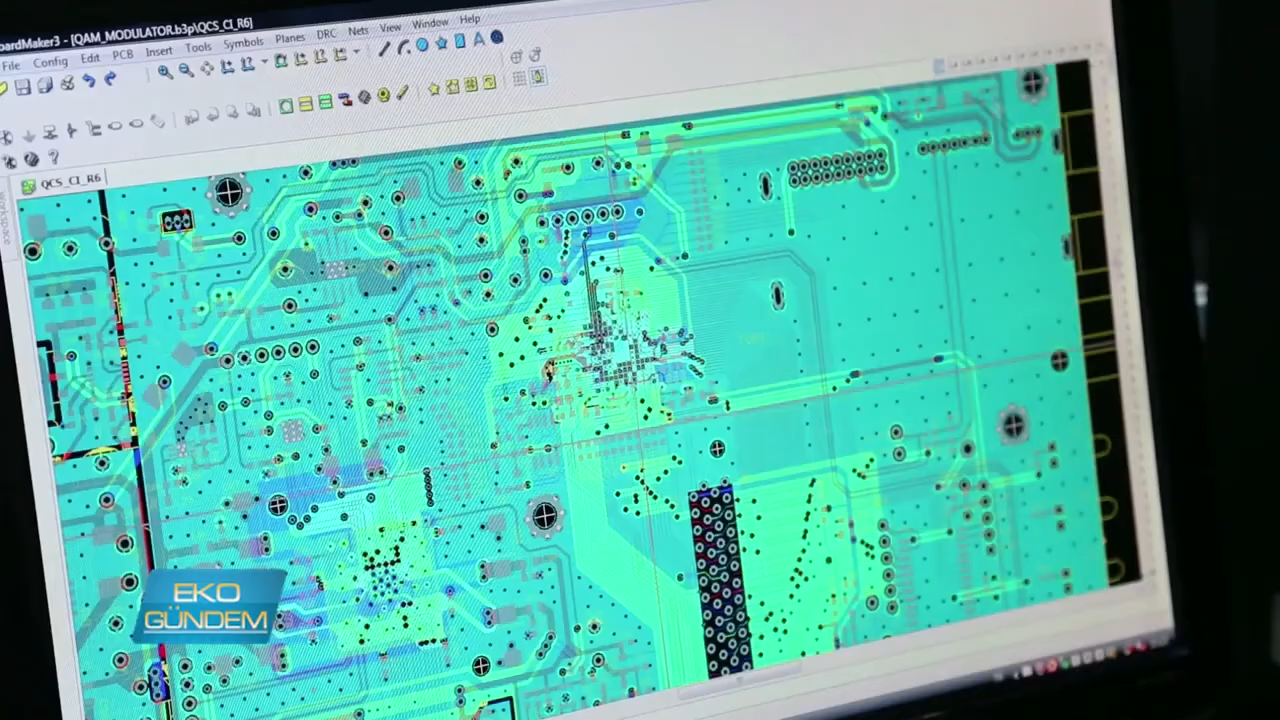 oardMaker3 - [QAM_MODULATOR.b3p\QCS_CI_R6]
File Config Edit PCB Insert Tools Symbols Planes DRC Nets View Window Help
QCS_CI_R6
Workspace
EKO
GÜNDEM